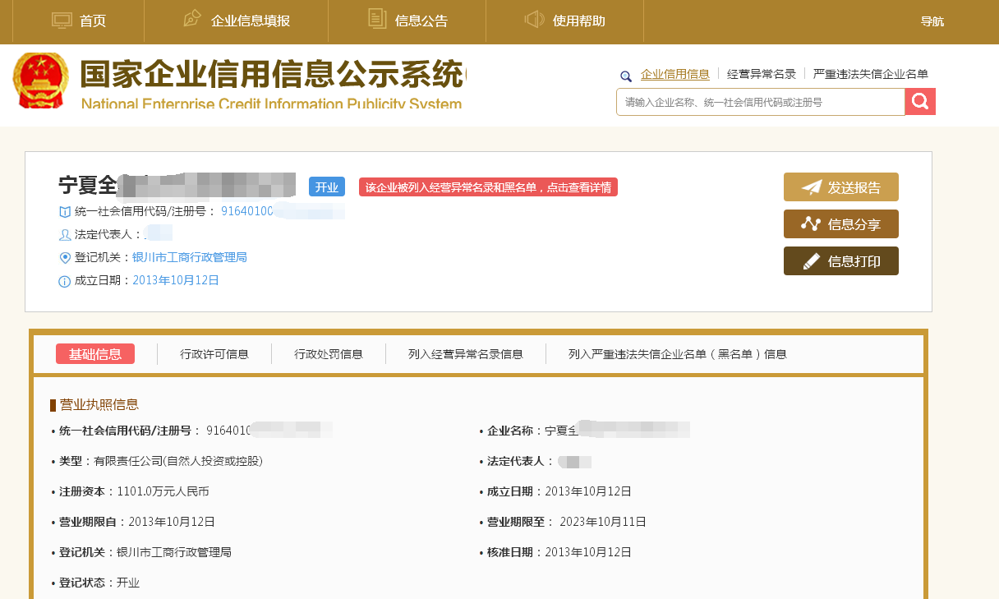 首页 企业信息填报 信息公告 使用帮助 导航
国家企业信用信息公示系统
National Enterprise Credit Information Publicity System
企业信用信息 经营异常名录 严重违法失信企业名单
请输入企业名称、统一社会信用代码或注册号
宁夏全 开业 该企业被列入经营异常名录和黑名单，点击查看详情
统一社会信用代码/注册号： 91640100
法定代表人：
登记机关：银川市工商行政管理局
成立日期：2013年10月12日
发送报告
信息分享
信息打印
基础信息 行政许可信息 行政处罚信息 列入经营异常名录信息 列入严重违法失信企业名单（黑名单）信息
营业执照信息
• 统一社会信用代码/注册号： 9164010 • 企业名称：宁夏全
• 类型：有限责任公司(自然人投资或控股) • 法定代表人：
• 注册资本：1101.0万元人民币 • 成立日期：2013年10月12日
• 营业期限自：2013年10月12日 • 营业期限至： 2023年10月11日
• 登记机关：银川市工商行政管理局 • 核准日期：2013年10月12日
• 登记状态：开业